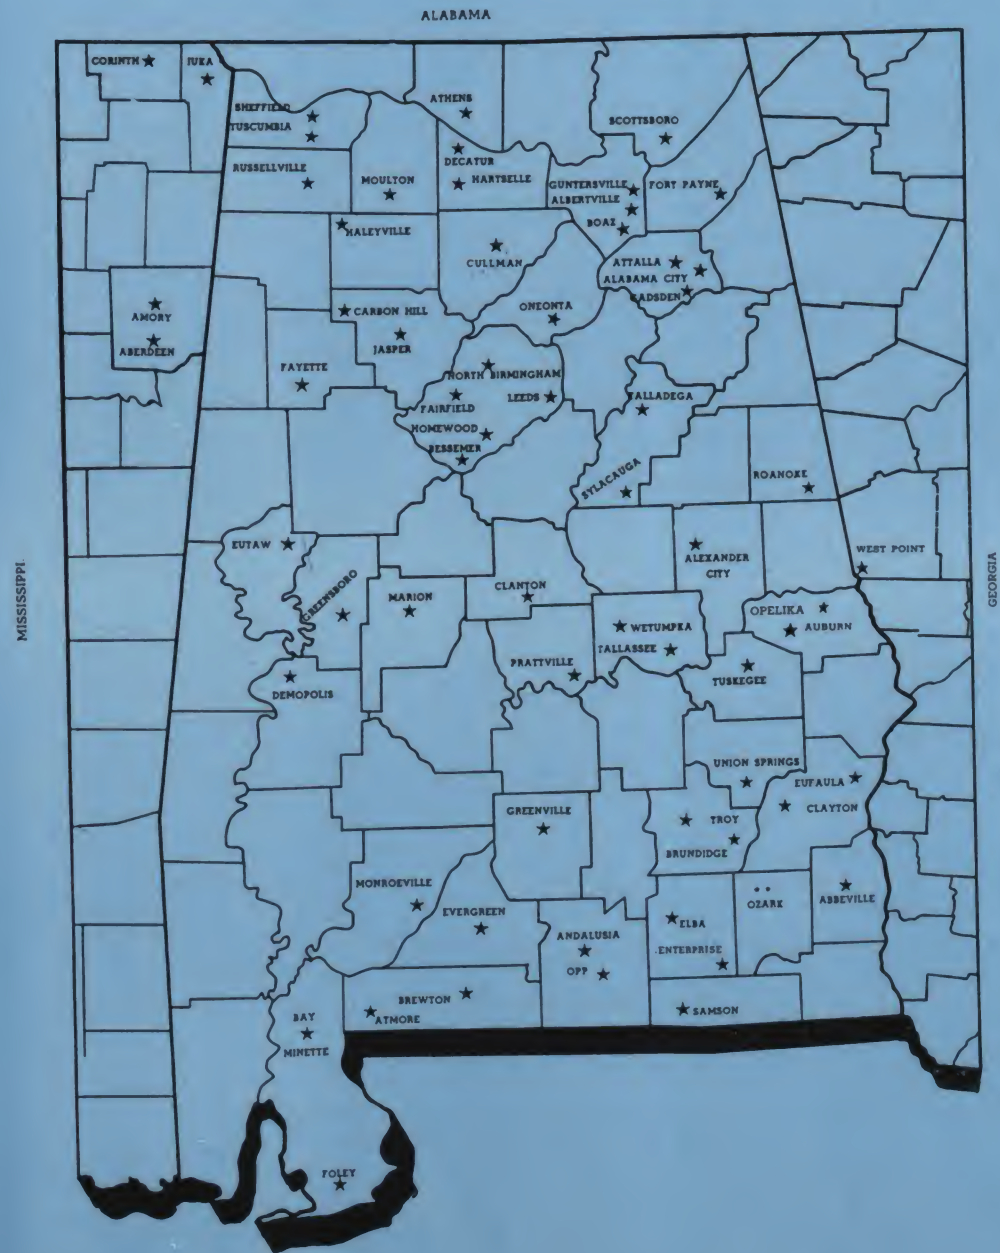 ALABAMA
CORINTH
IUKA
SHEFFIELD
TUSCUMBIA
ATHENS
SCOTTSBORO
RUSSELLVILLE
MOULTON
DECATUR
HARTSELLE
GUNTERSVILLE
ALBERTVILLE
BOAZ
FORT PAYNE
HALEYVILLE
CULLMAN
ATTALLA
ALABAMA CITY
GADSDEN
AMORY
ABERDEEN
CARBON HILL
JASPER
ONEONTA
FAYETTE
NORTH BIRMINGHAM
FAIRFIELD
LEEDS
HOMEWOOD
BESSEMER
TALLADEGA
SYLACAUGA
ROANOKE
EUTAW
GREENSBORO
MARION
CLANTON
ALEXANDER
CITY
WEST POINT
MISSISSIPPI
GEORGIA
OPELIKA
AUBURN
WETUMPKA
TALLASSEE
PRATTVILLE
TUSKEGEE
DEMOPOLIS
UNION SPRINGS
EUFAULA
CLAYTON
GREENVILLE
TROY
BRUNDIDGE
MONROEVILLE
EVERGREEN
OZARK
ABBEVILLE
ELBA
ENTERPRISE
ANDALUSIA
OPP
BREWTON
ATMORE
SAMSON
BAY
MINETTE
FOLEY